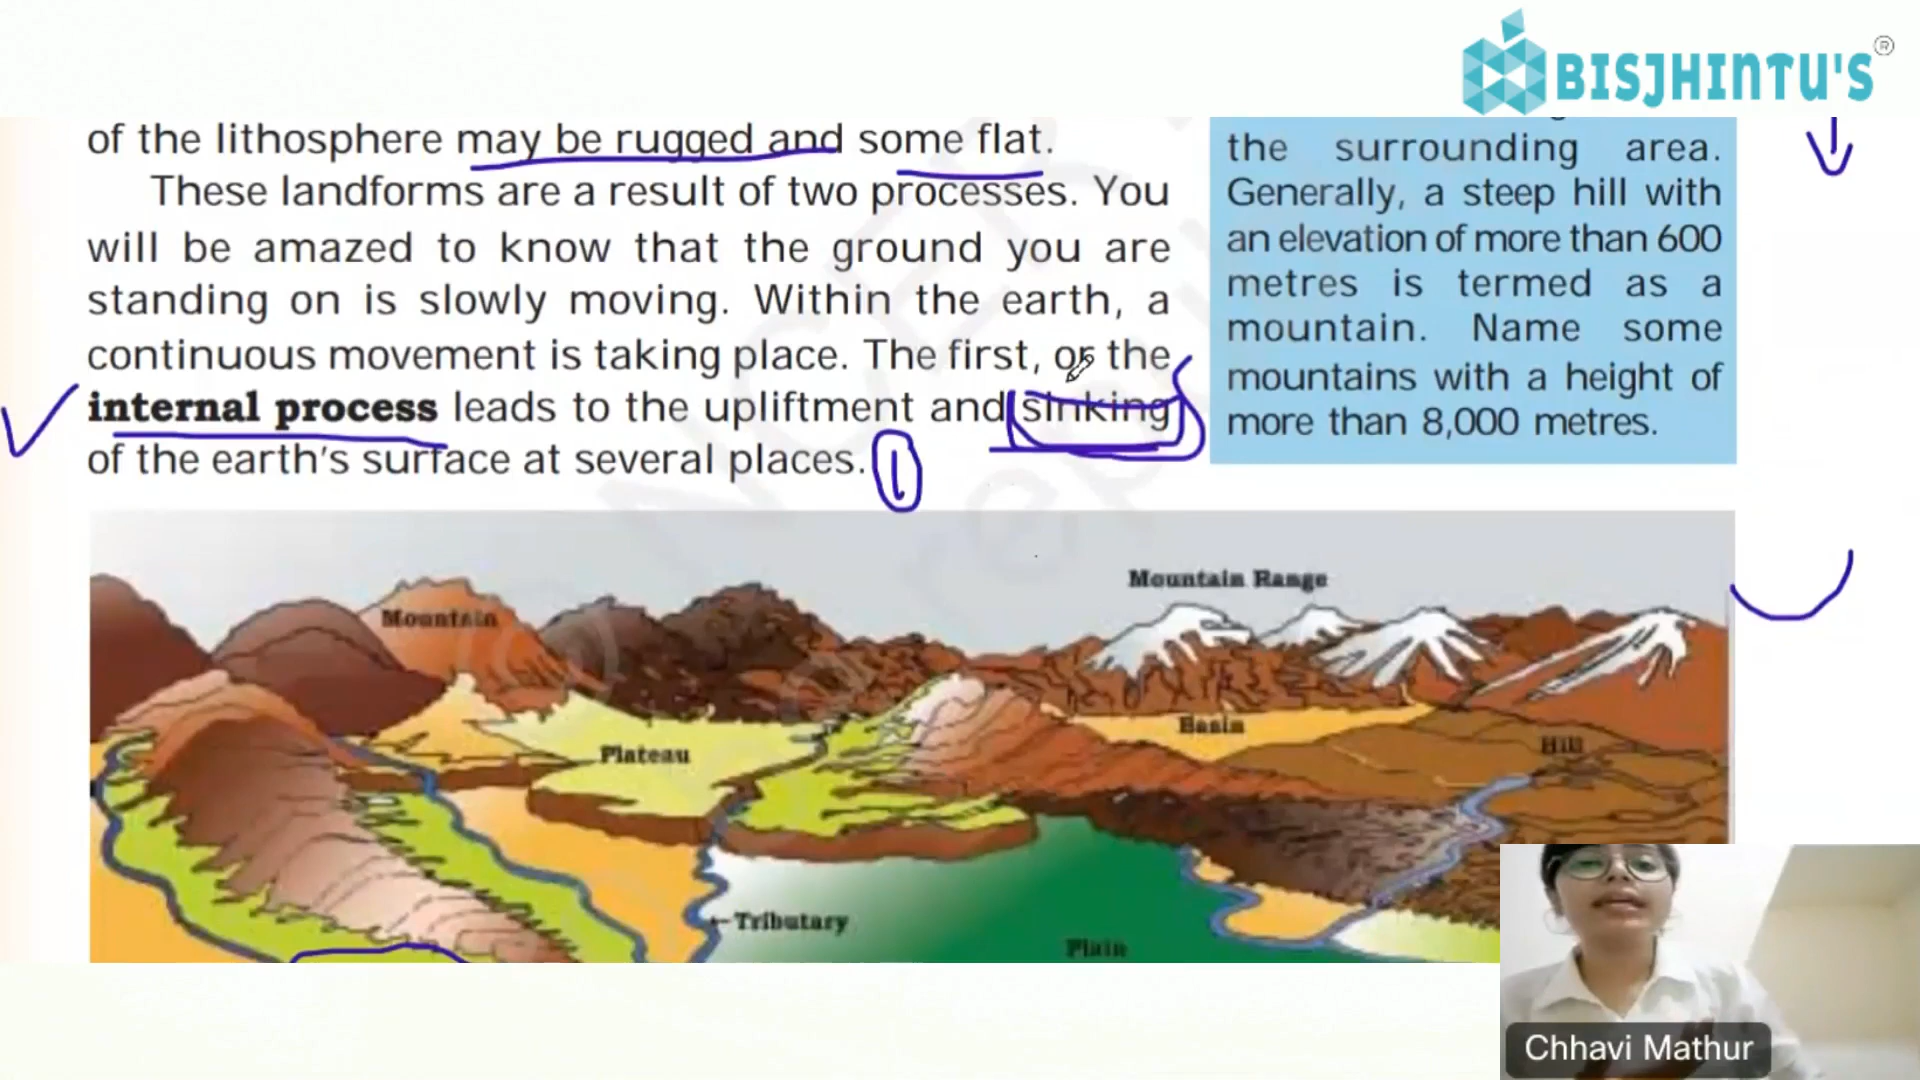 BISJHINTU'S®
of the lithosphere may be rugged and some flat.
These landforms are a result of two processes. You
will be amazed to know that the ground you are
standing on is slowly moving. Within the earth, a
continuous movement is taking place. The first, or the
internal process leads to the upliftment and sinking
of the earth's surface at several places.
1
the surrounding area.
Generally, a steep hill with
an elevation of more than 600
metres is termed as a
mountain. Name some
mountains with a height of
more than 8,000 metres.
Mountain Range
Mountain
Basin
Hill
Plateau
Tributary
Plain
Chhavi Mathur